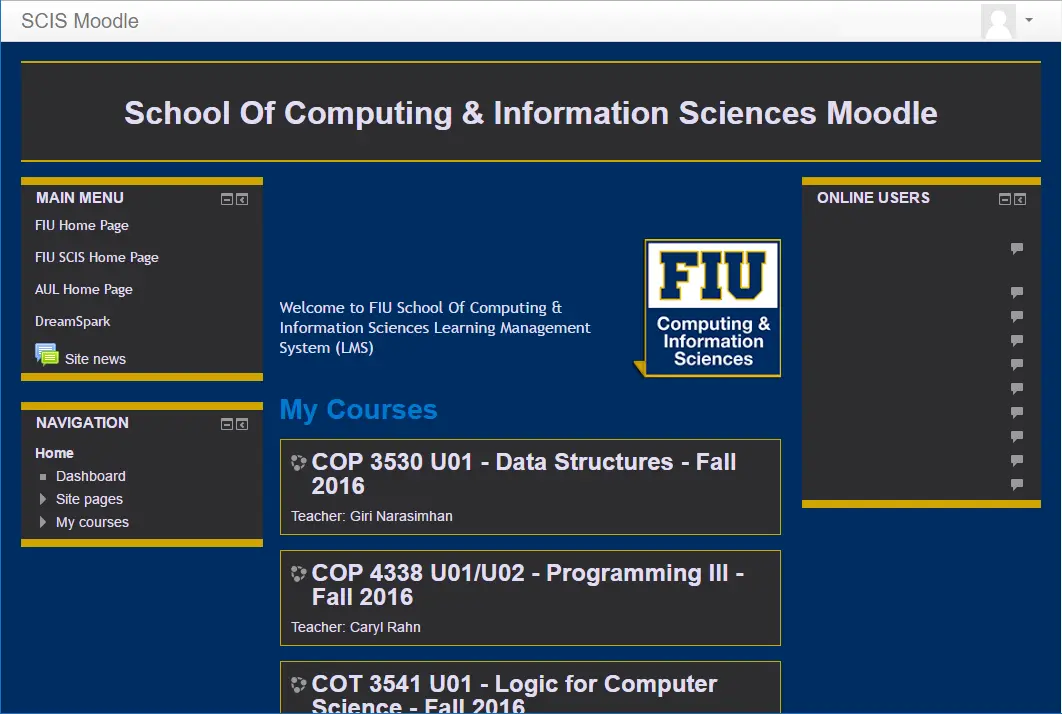 SCIS Moodle
School Of Computing & Information Sciences Moodle
MAIN MENU
FIU Home Page
FIU SCIS Home Page
AUL Home Page
DreamSpark
Site news
NAVIGATION
Home
Dashboard
Site pages
My courses
Welcome to FIU School Of Computing &
Information Sciences Learning Management
System (LMS)
FIU
Computing &
Information
Sciences
My Courses
COP 3530 U01 - Data Structures - Fall
2016
Teacher: Giri Narasimhan
COP 4338 U01/U02 - Programming III -
Fall 2016
Teacher: Caryl Rahn
COT 3541 U01 - Logic for Computer
Science - Fall 2016
ONLINE USERS